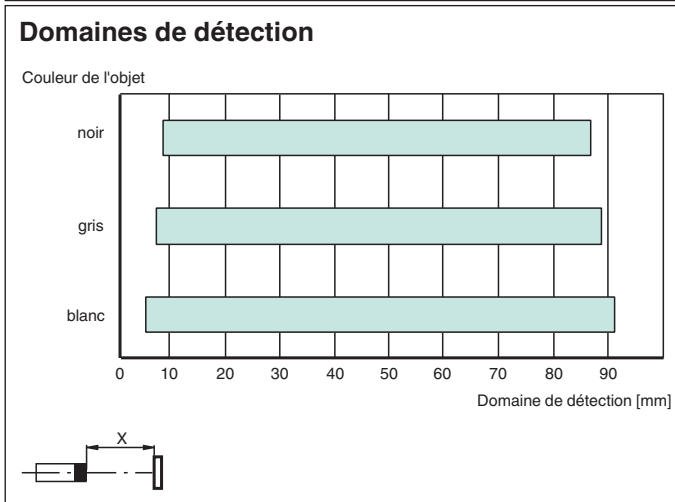 Domaines de détection
Couleur de l'objet
noir
gris
blanc
0 10 20 30 40 50 60 70 80 90
Domaine de détection [mm]
X